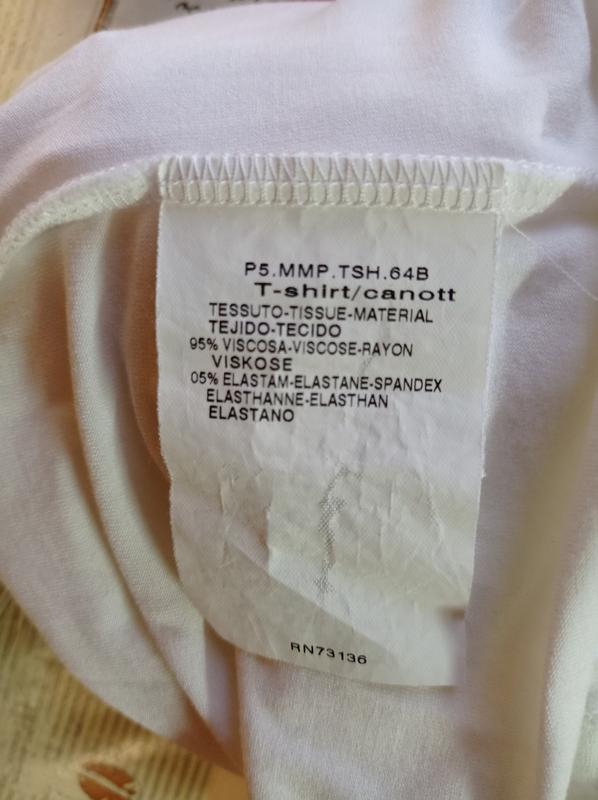 P5.MMP.TSH.64B
T-shirt/canott
TESSUTO-TISSUE-MATERIAL
TEJIDO-TECIDO
95% VISCOSA-VISCOSE-RAYON
VISKOSE
05% ELASTAM-ELASTANE-SPANDEX
ELASTHANNE-ELASTHAN
ELASTANO
RN73136